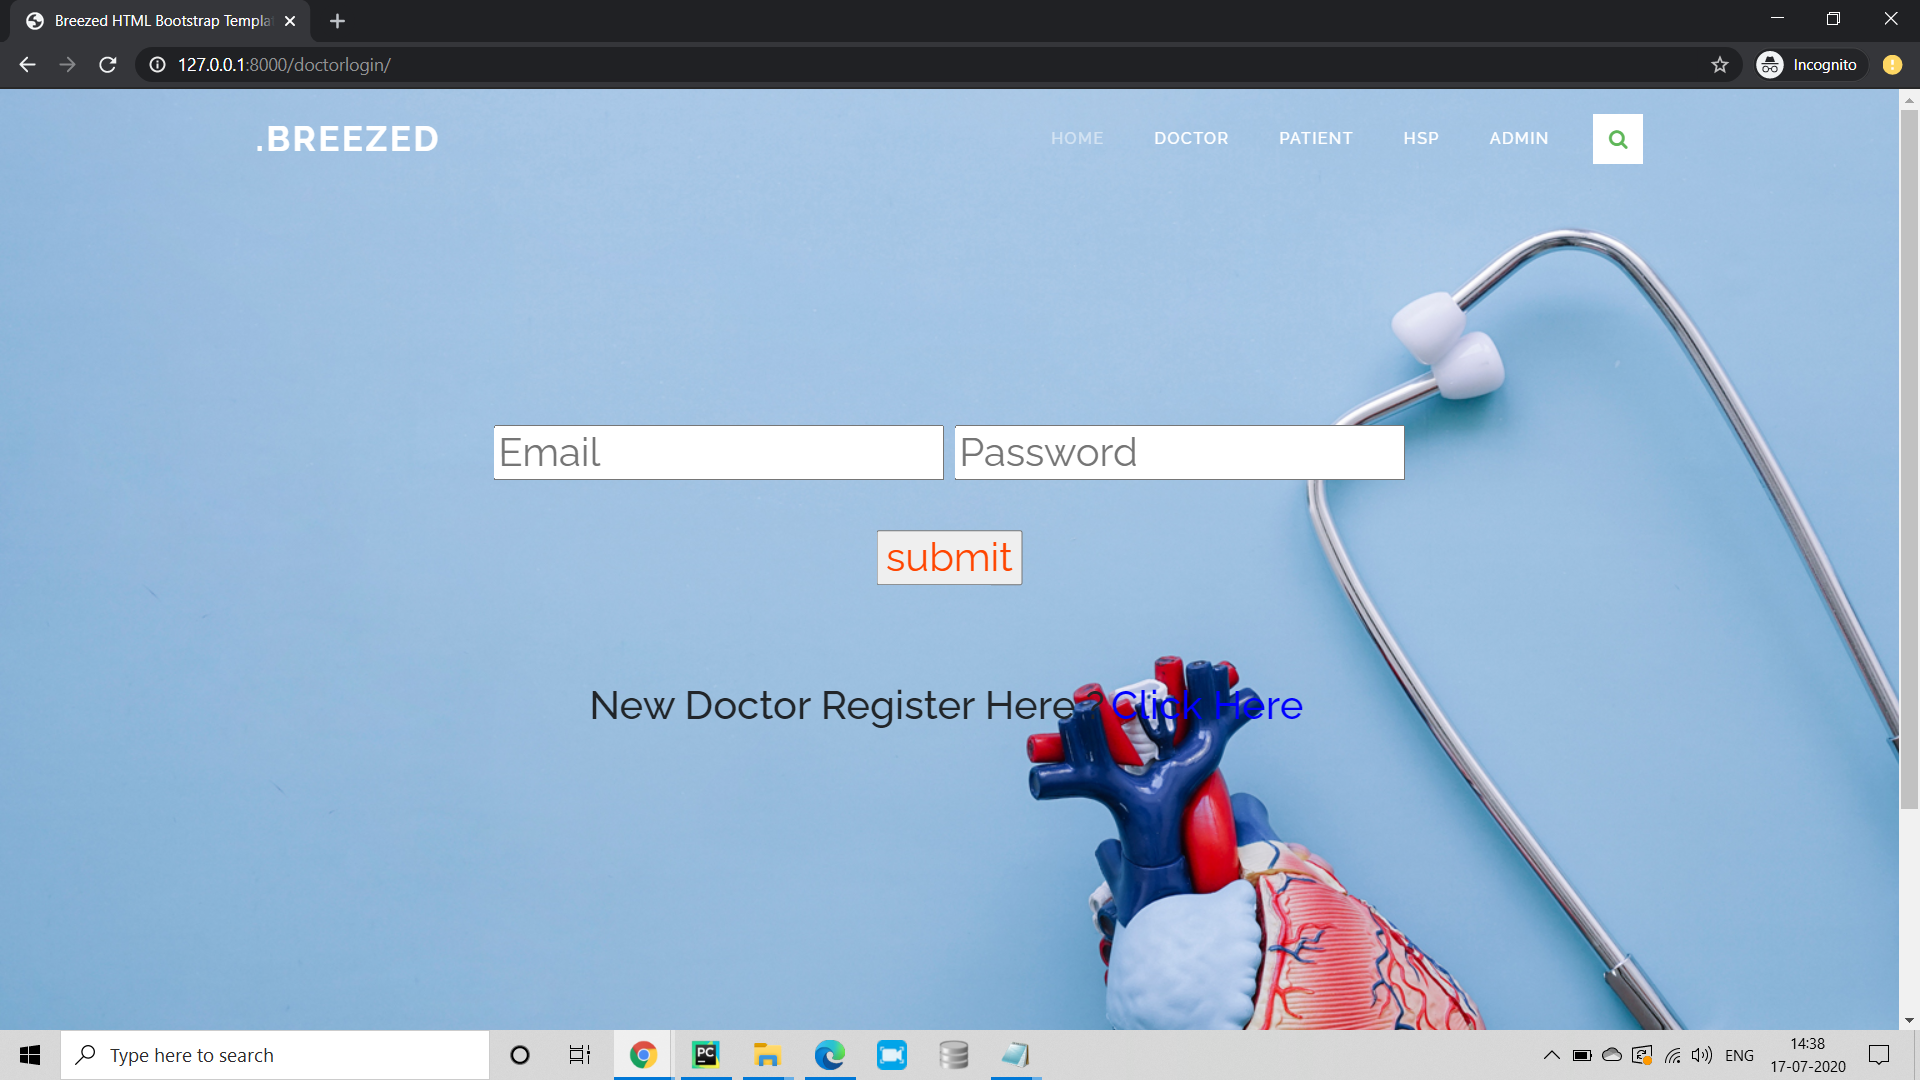 Breezed HTML Bootstrap Templa
127.0.0.1:8000/doctorlogin/
Incognito
.BREEZED
HOME DOCTOR PATIENT HSP ADMIN
Email Password
submit
New Doctor Register Here ? Click Here
Type here to search
PC
ENG
14:38
17-07-2020